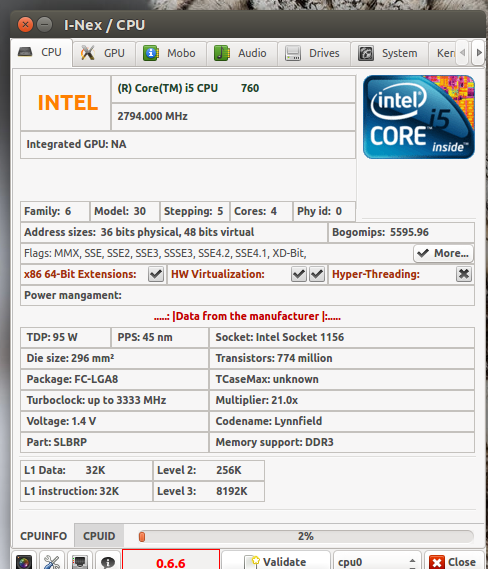 I-Nex / CPU
CPU GPU Mobo Audio Drives System Ker
INTEL
(R) Core(TM) i5 CPU 760
2794.000 MHz
Integrated GPU: NA
intel
CORE i5
inside™
Family: 6 Model: 30 Stepping: 5 Cores: 4 Phy id: 0
Address sizes: 36 bits physical, 48 bits virtual Bogomips: 5595.96
Flags: MMX, SSE, SSE2, SSE3, SSSE3, SSE4.2, SSE4.1, XD-Bit, More...
x86 64-Bit Extensions: HW Virtualization: Hyper-Threading:
Power mangament:
.....: |Data from the manufacturer |:.....
TDP: 95 W PPS: 45 nm Socket: Intel Socket 1156
Die size: 296 mm² Transistors: 774 million
Package: FC-LGA8 TCaseMax: unknown
Turboclock: up to 3333 MHz Multiplier: 21.0x
Voltage: 1.4 V Codename: Lynnfield
Part: SLBRP Memory support: DDR3
L1 Data: 32K Level 2: 256K
L1 instruction: 32K Level 3: 8192K
CPUINFO CPUID 2%
0.6.6 Validate cpu0 Close